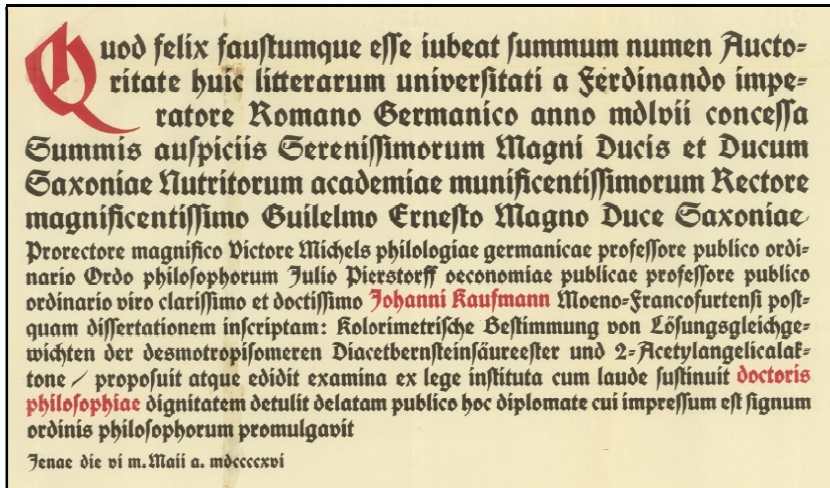 Quod felix faustumque esse iubeat summum numen Aucto=
ritate huic litterarum universitati a Ferdinando impe=
ratore Romano Germanico anno mdlvii concessa
Summis auspiciis Serenissimorum Magni Ducis et Ducum
Saxoniae Nutritorum academiae munificentissimorum Rectore
magnificentissimo Guilelmo Ernesto Magno Duce Saxoniae
Prorectore magnifico Victore Michels philologiae germanicae professore publico ordi=
nario Ordo philosophorum Julio Pierstorff oeconomiae publicae professore publico
ordinario viro clarissimo et doctissimo Johanni Kaufmann Moeno=Francofurtensi post=
quam dissertationem inscriptam: Kolorimetrische Bestimmung von Lösungsgleichge=
wichten der desmotropisomeren Diacetbernsteinsäureester und 2=Acetylangelicalak=
tone / proposuit atque edidit examina ex lege instituta cum laude sustinuit doctoris
philosophiae dignitatem detulit delatam publico hoc diplomate cui impressum est signum
ordinis philosophorum promulgavit
Jenae die vi m. Maii a. mdccccxvi